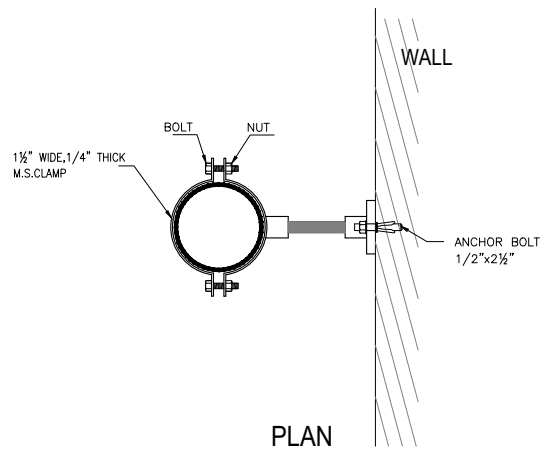 WALL
BOLT
NUT
1½" WIDE,1/4" THICK
M.S.CLAMP
ANCHOR BOLT
1/2"x2½"
PLAN